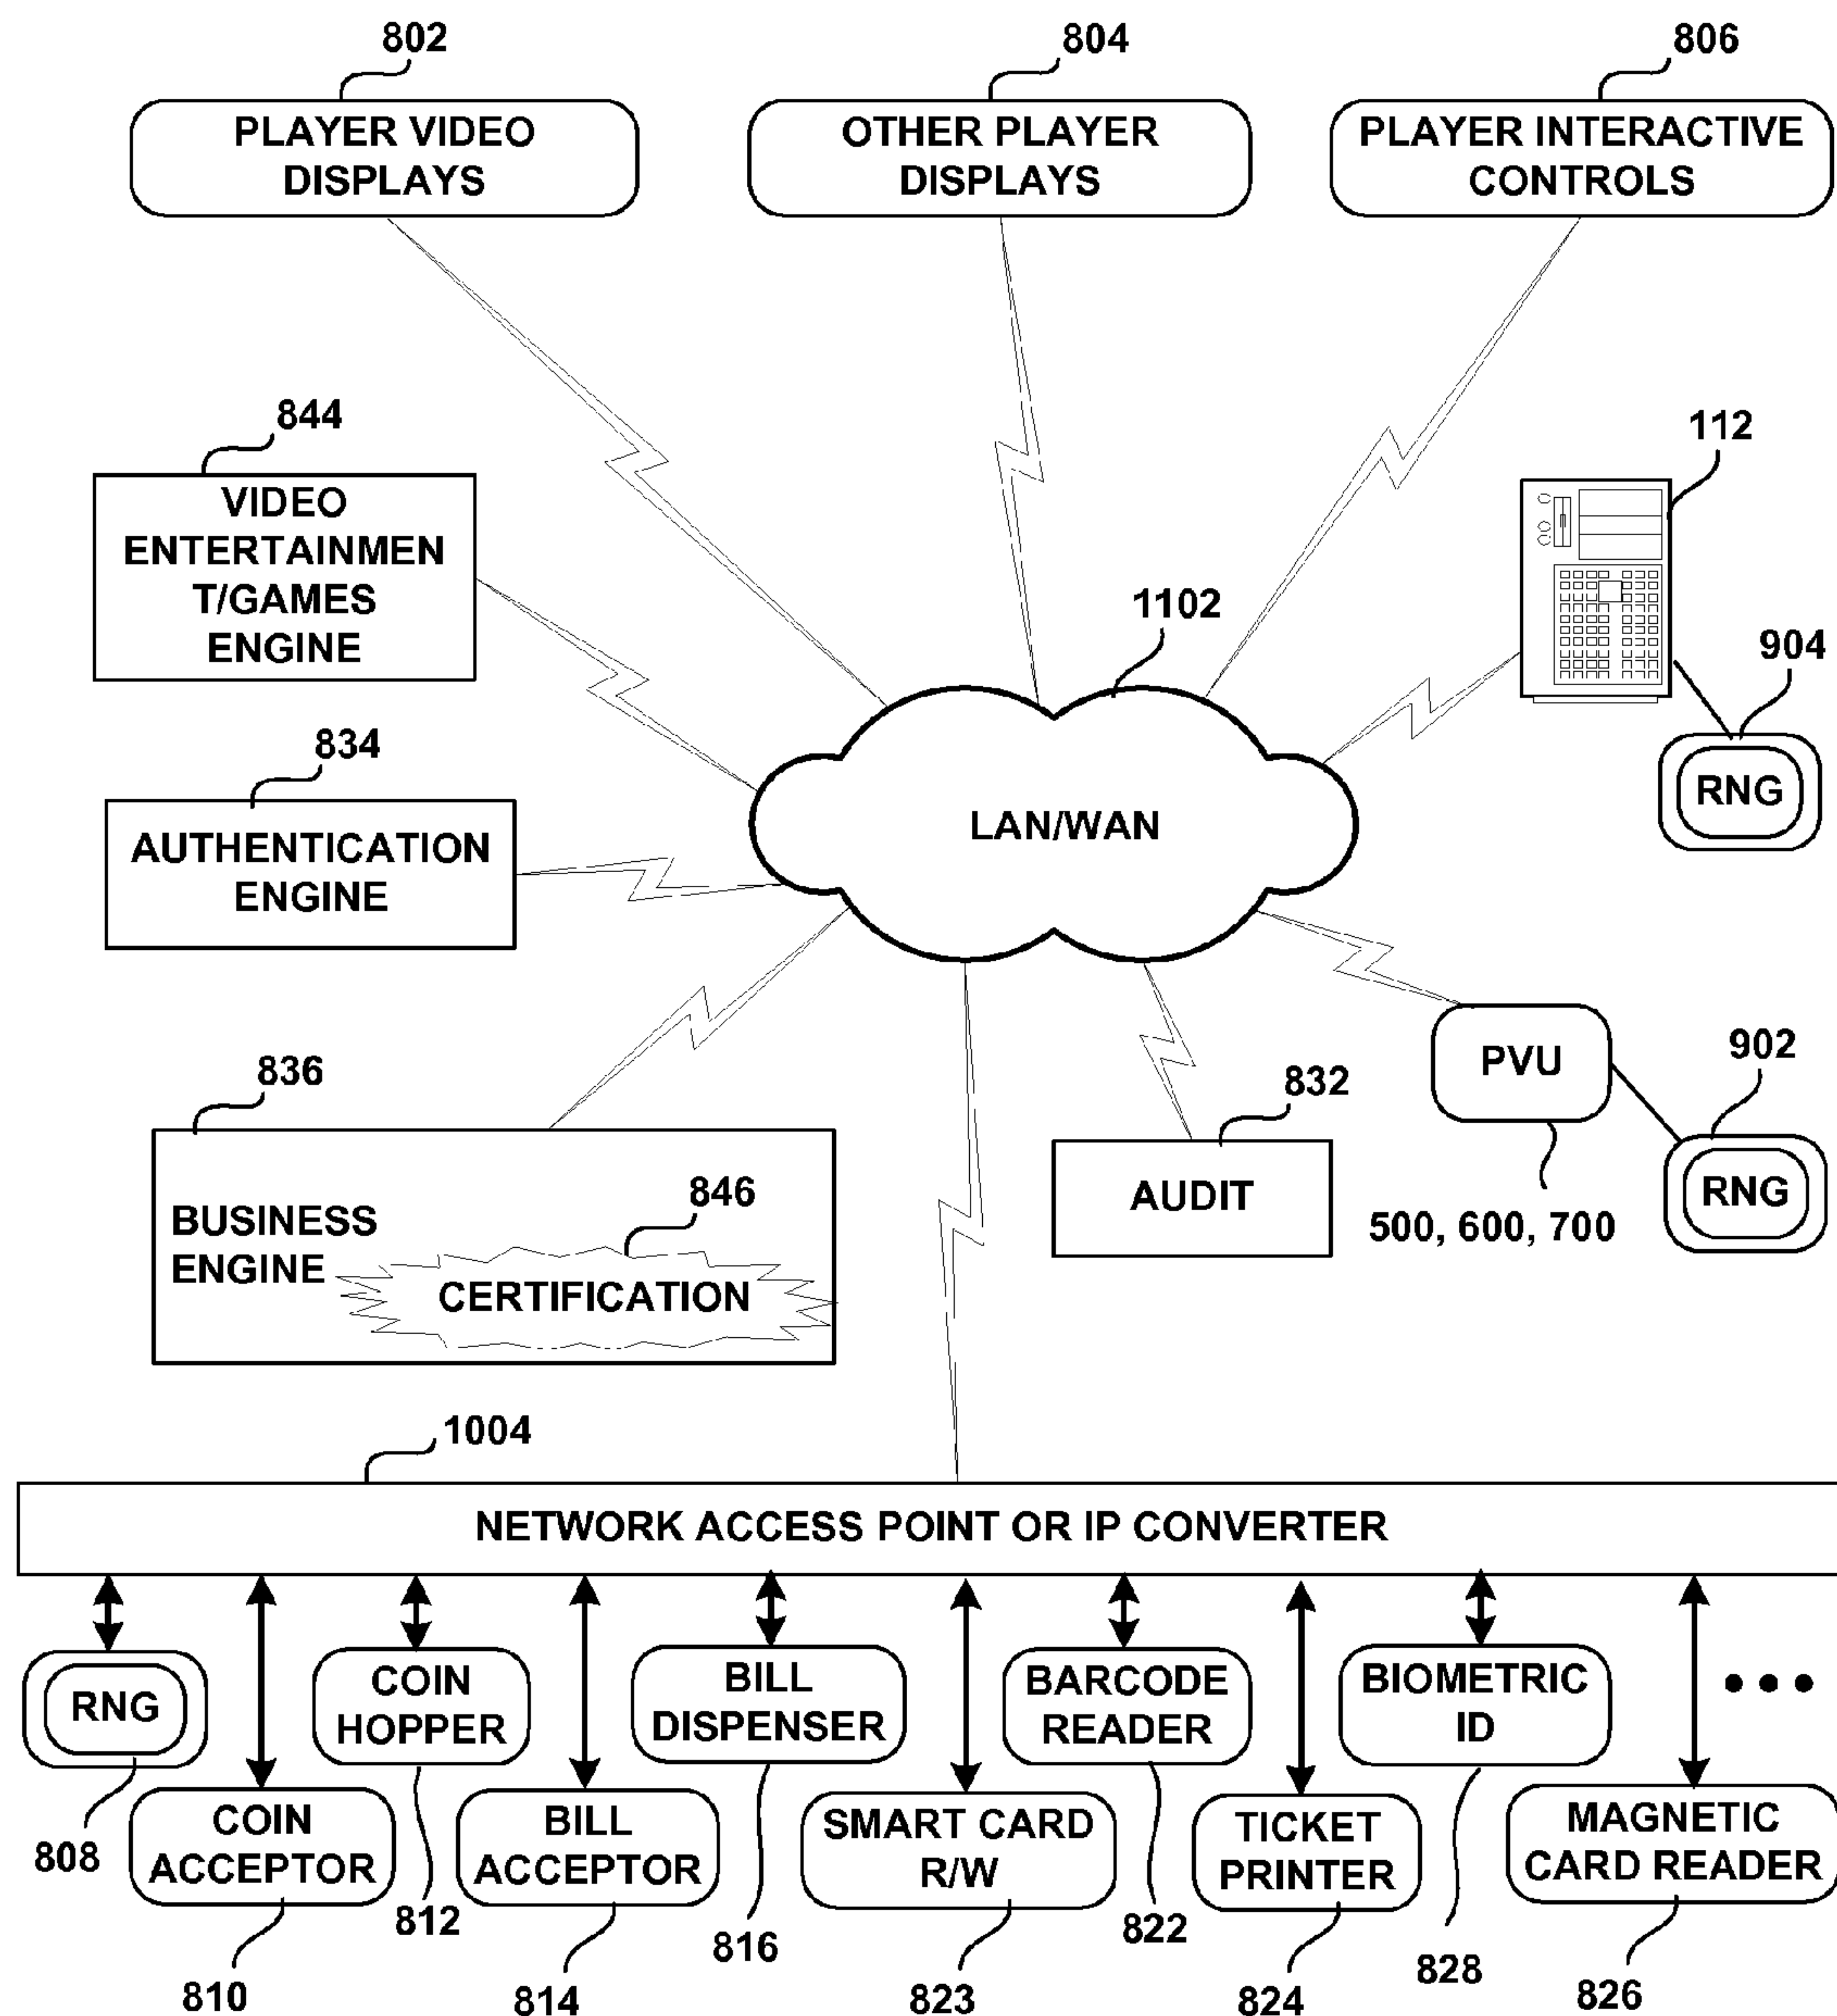 802
804
806
PLAYER VIDEO
DISPLAYS
OTHER PLAYER
DISPLAYS
PLAYER INTERACTIVE
CONTROLS
844
112
VIDEO
ENTERTAINMEN
T/GAMES
ENGINE
1102
904
RNG
834
AUTHENTICATION
ENGINE
LAN/WAN
836
BUSINESS
ENGINE
846
CERTIFICATION
832
AUDIT
PVU
500, 600, 700
902
RNG
1004
NETWORK ACCESS POINT OR IP CONVERTER
RNG
COIN
HOPPER
BILL
DISPENSER
BARCODE
READER
BIOMETRIC
ID
808
COIN
ACCEPTOR
812
BILL
ACCEPTOR
816
SMART CARD
R/W
822
TICKET
PRINTER
828
MAGNETIC
CARD READER
810
814
823
824
826